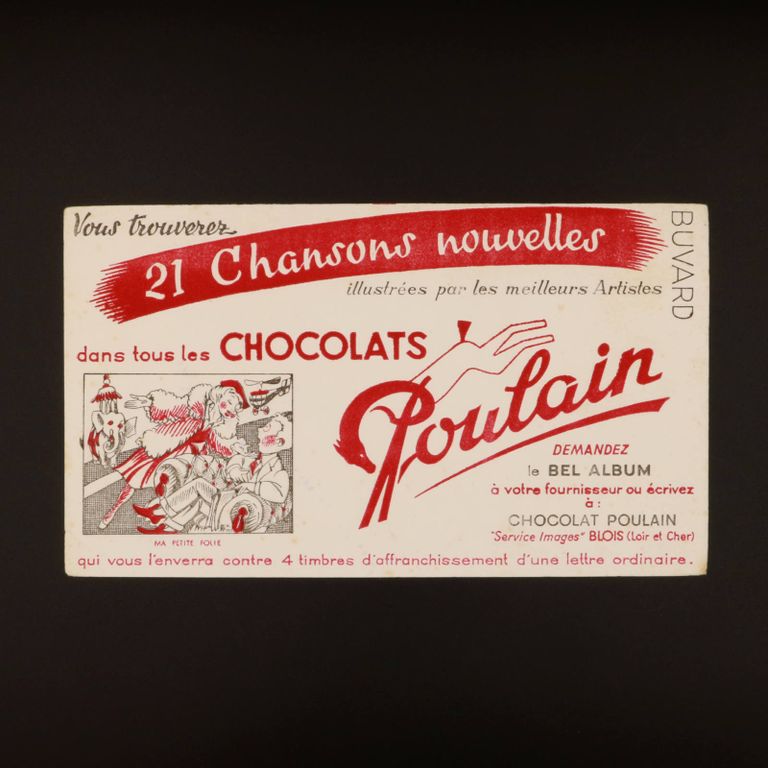 Vous trouverez
21 Chansons nouvelles
illustrées par les meilleurs Artistes
BUVARD
dans tous les CHOCOLATS
Poulain
MA PETITE FOLIE
DEMANDEZ
le BEL ALBUM
à votre fournisseur ou écrivez
à :
CHOCOLAT POULAIN
"Service Images" BLOIS (Loir et Cher)
qui vous l'enverra contre 4 timbres d'affranchissement d'une lettre ordinaire.